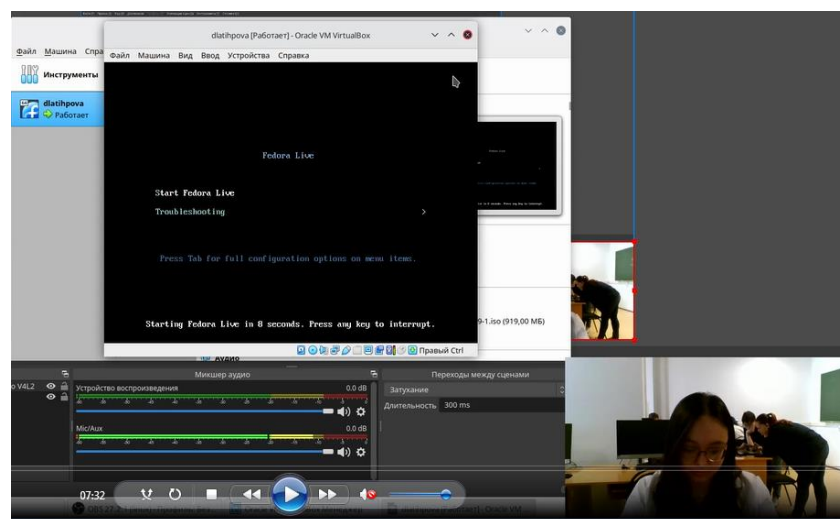 dlatihpova [Работает] - Oracle VM VirtualBox
Файл Машина Спра
Файл Машина Вид Ввод Устройства Справка
Инструменты
dlatihpova
Работает
Fedora Live
Start Fedora Live
Troubleshooting >
Press Tab for full configuration options on menu items.
Starting Fedora Live in 8 seconds. Press any key to interrupt.
9-1.iso (919,00 МБ)
Правый Ctrl
Аудио
Микшер аудио
Переходы между сценами
V4L2
Устройство воспроизведения 0.0 dB
Затухание
Длительность 300 ms
Mic/Aux 0.0 dB
07:32